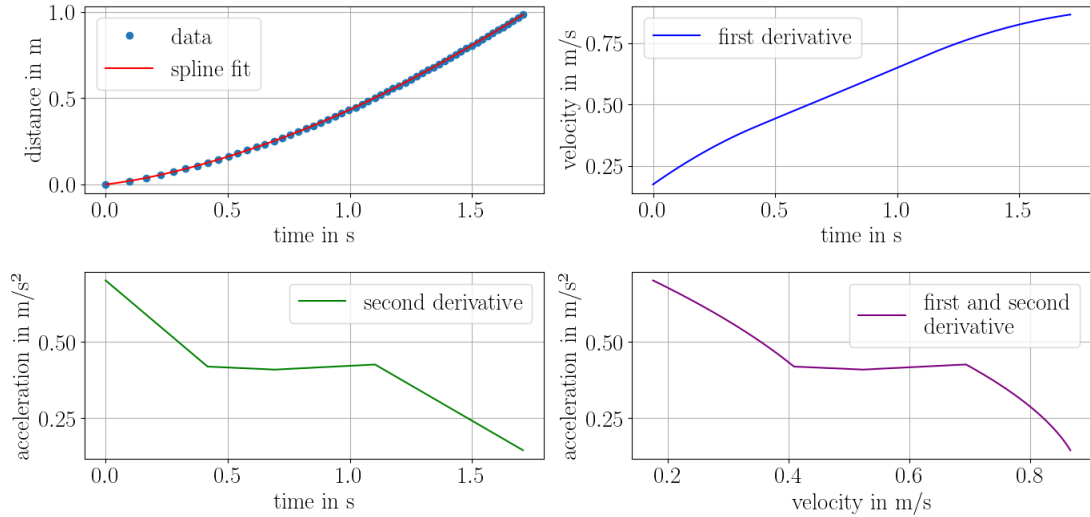 distance in m
1.0
0.5
0.0
data
spline fit
0.0 0.5 1.0 1.5
time in s
velocity in m/s
0.75
0.50
0.25
first derivative
0.0 0.5 1.0 1.5
time in s
acceleration in m/s²
0.50
0.25
second derivative
0.0 0.5 1.0 1.5
time in s
acceleration in m/s²
0.50
0.25
first and second
derivative
0.2 0.4 0.6 0.8
velocity in m/s